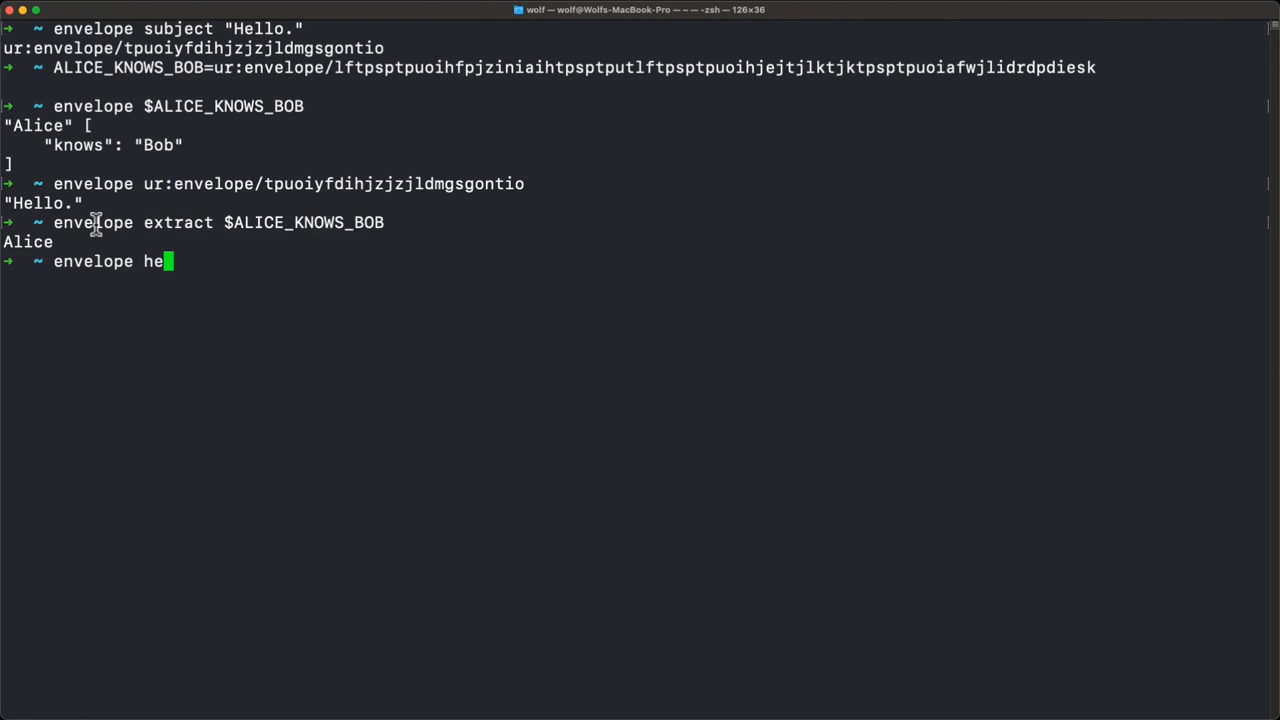 wolf — wolf@Wolfs-MacBook-Pro — ~ — -zsh — 126×36
➜ ~ envelope subject "Hello."
ur:envelope/tpuoiyfdihjzjzjldmgsgontio
➜ ~ ALICE_KNOWS_BOB=ur:envelope/lftpsptpuoihfpjziniaihtpsptputlftpsptpuoihjejtjlktjktpsptpuoiafwjlidrdpdiesk
➜ ~ envelope $ALICE_KNOWS_BOB
"Alice" [
    "knows": "Bob"
]
➜ ~ envelope ur:envelope/tpuoiyfdihjzjzjldmgsgontio
"Hello."
➜ ~ envelope extract $ALICE_KNOWS_BOB
Alice
➜ ~ envelope he